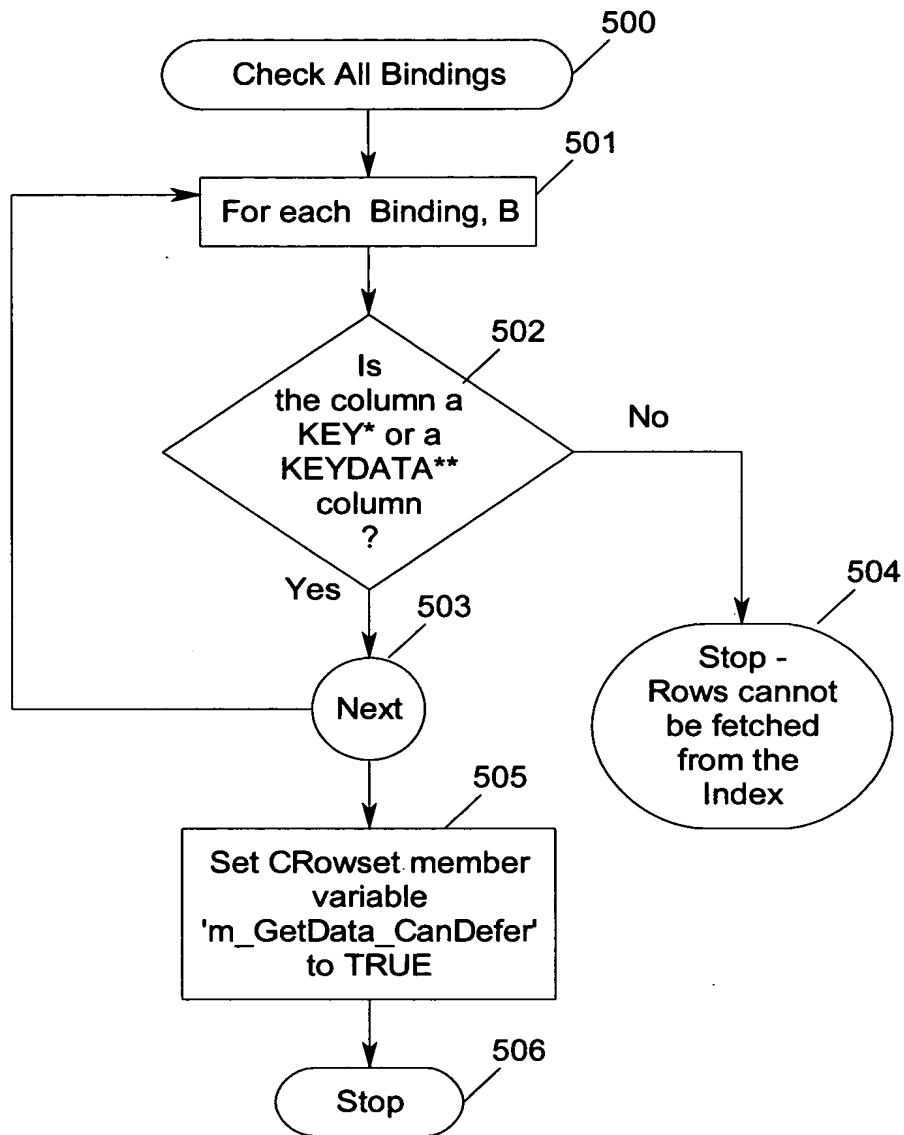 500
Check All Bindings
501
For each Binding, B
502
Is
the column a
KEY* or a
KEYDATA**
column
?
No
Yes
503
504
Next
Stop -
Rows cannot
be fetched
from the
Index
505
Set CRowset member
variable
'm_GetData_CanDefer'
to TRUE
506
Stop